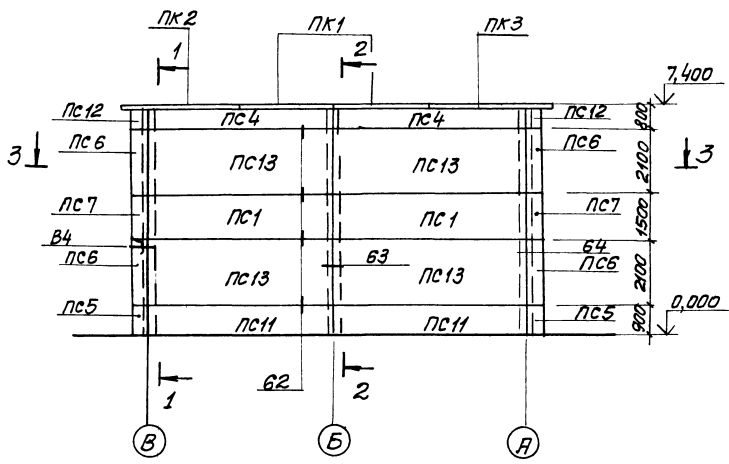 ПК2 ПК1 ПК3
1 2
7,400
ПС12 ПС4 ПС4 ПС12 800
3 ПС6 ПС13 ПС13 ПС6 3 2100
ПС7 ПС1 ПС1 ПС7 1500
В4 63 64
ПС6 ПС13 ПС13 ПС6 2100
ПС5 ПС11 ПС11 ПС5 900 0,000
62
1 2
В Б А